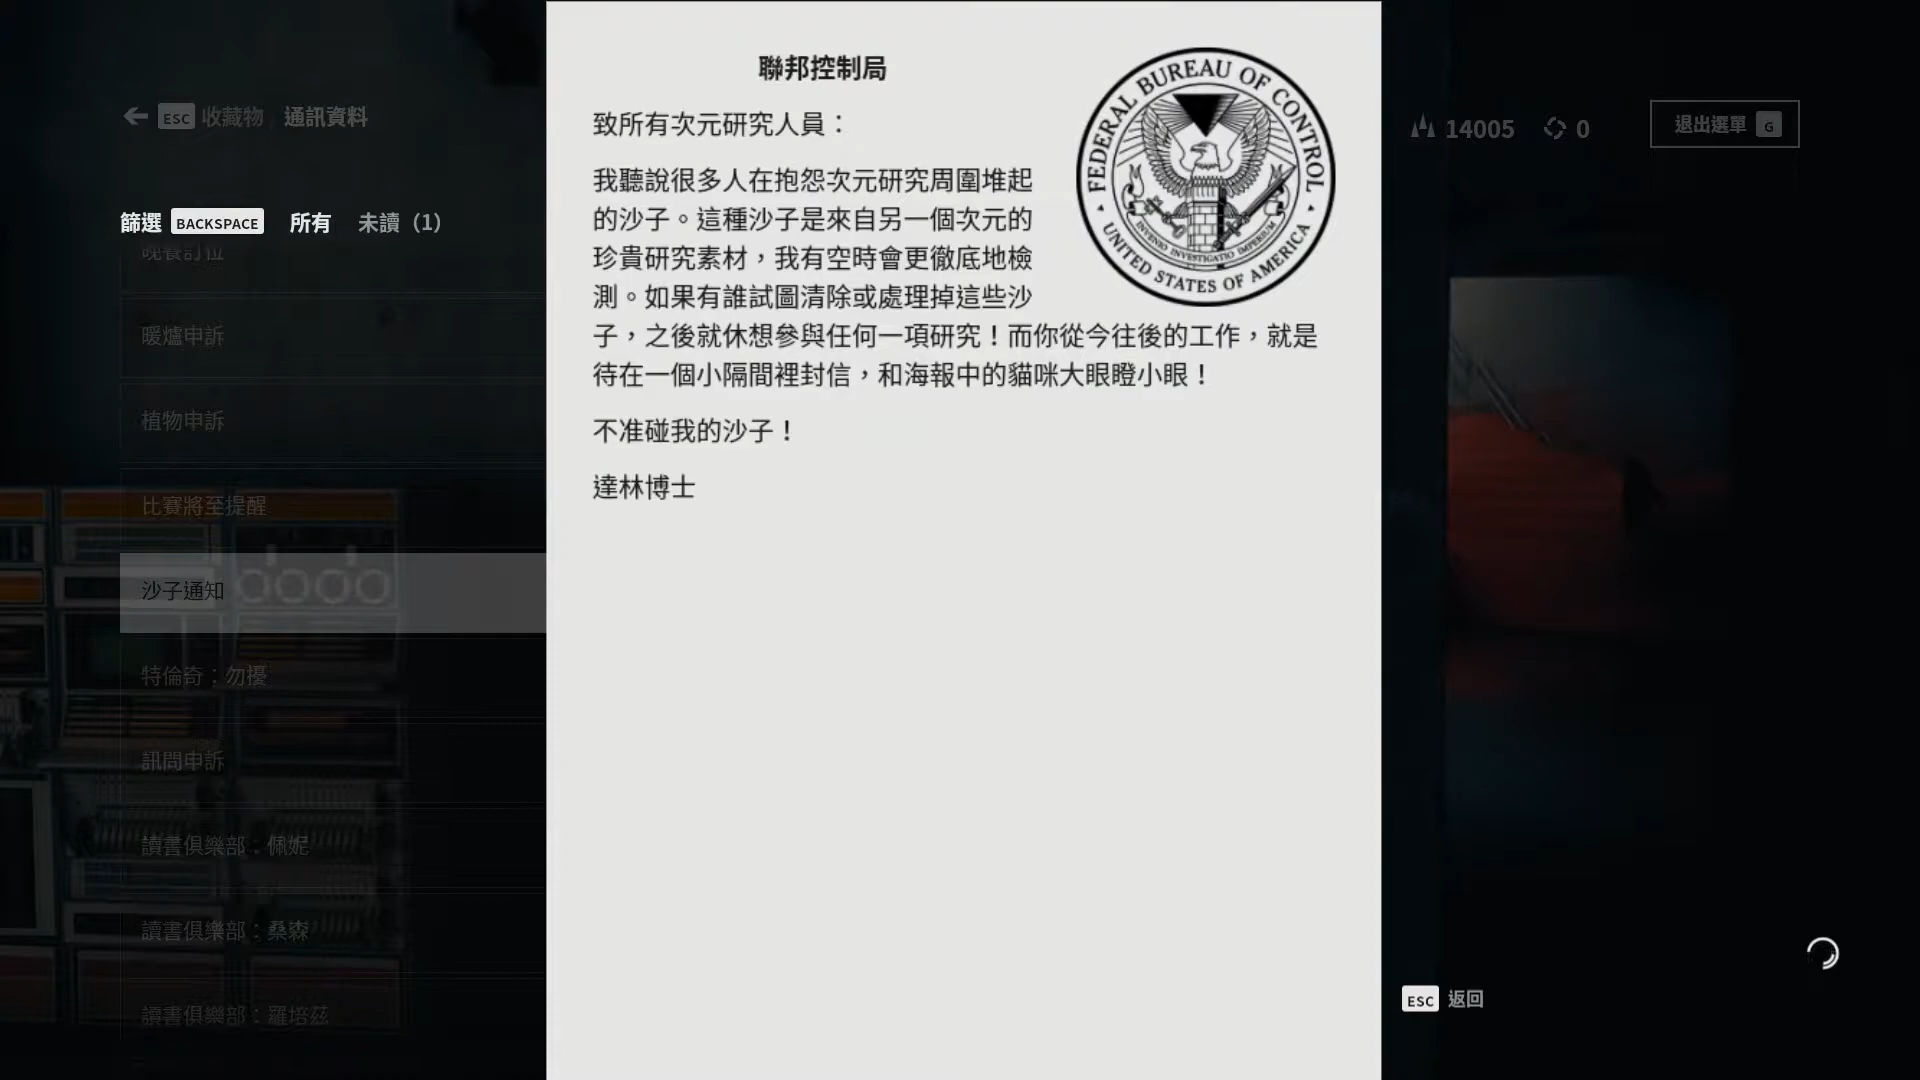 ESC 收藏物 通訊資料
篩選 BACKSPACE 所有 未讀（1）
晚餐訂位
暖爐申訴
植物申訴
比賽將至提醒
沙子通知
特倫奇：勿擾
訊問申訴
讀書俱樂部：佩妮
讀書俱樂部：桑森
讀書俱樂部：羅培茲
聯邦控制局
致所有次元研究人員：
我聽說很多人在抱怨次元研究周圍堆起
的沙子。這種沙子是來自另一個次元的
珍貴研究素材，我有空時會更徹底地檢
測。如果有誰試圖清除或處理掉這些沙
子，之後就休想參與任何一項研究！而你從今往後的工作，就是
待在一個小隔間裡封信，和海報中的貓咪大眼瞪小眼！
不准碰我的沙子！
達林博士
FEDERAL BUREAU OF CONTROL
INVENIO INVESTIGATIO IMPERIUM
UNITED STATES OF AMERICA
14005 0
退出選單 G
ESC 返回